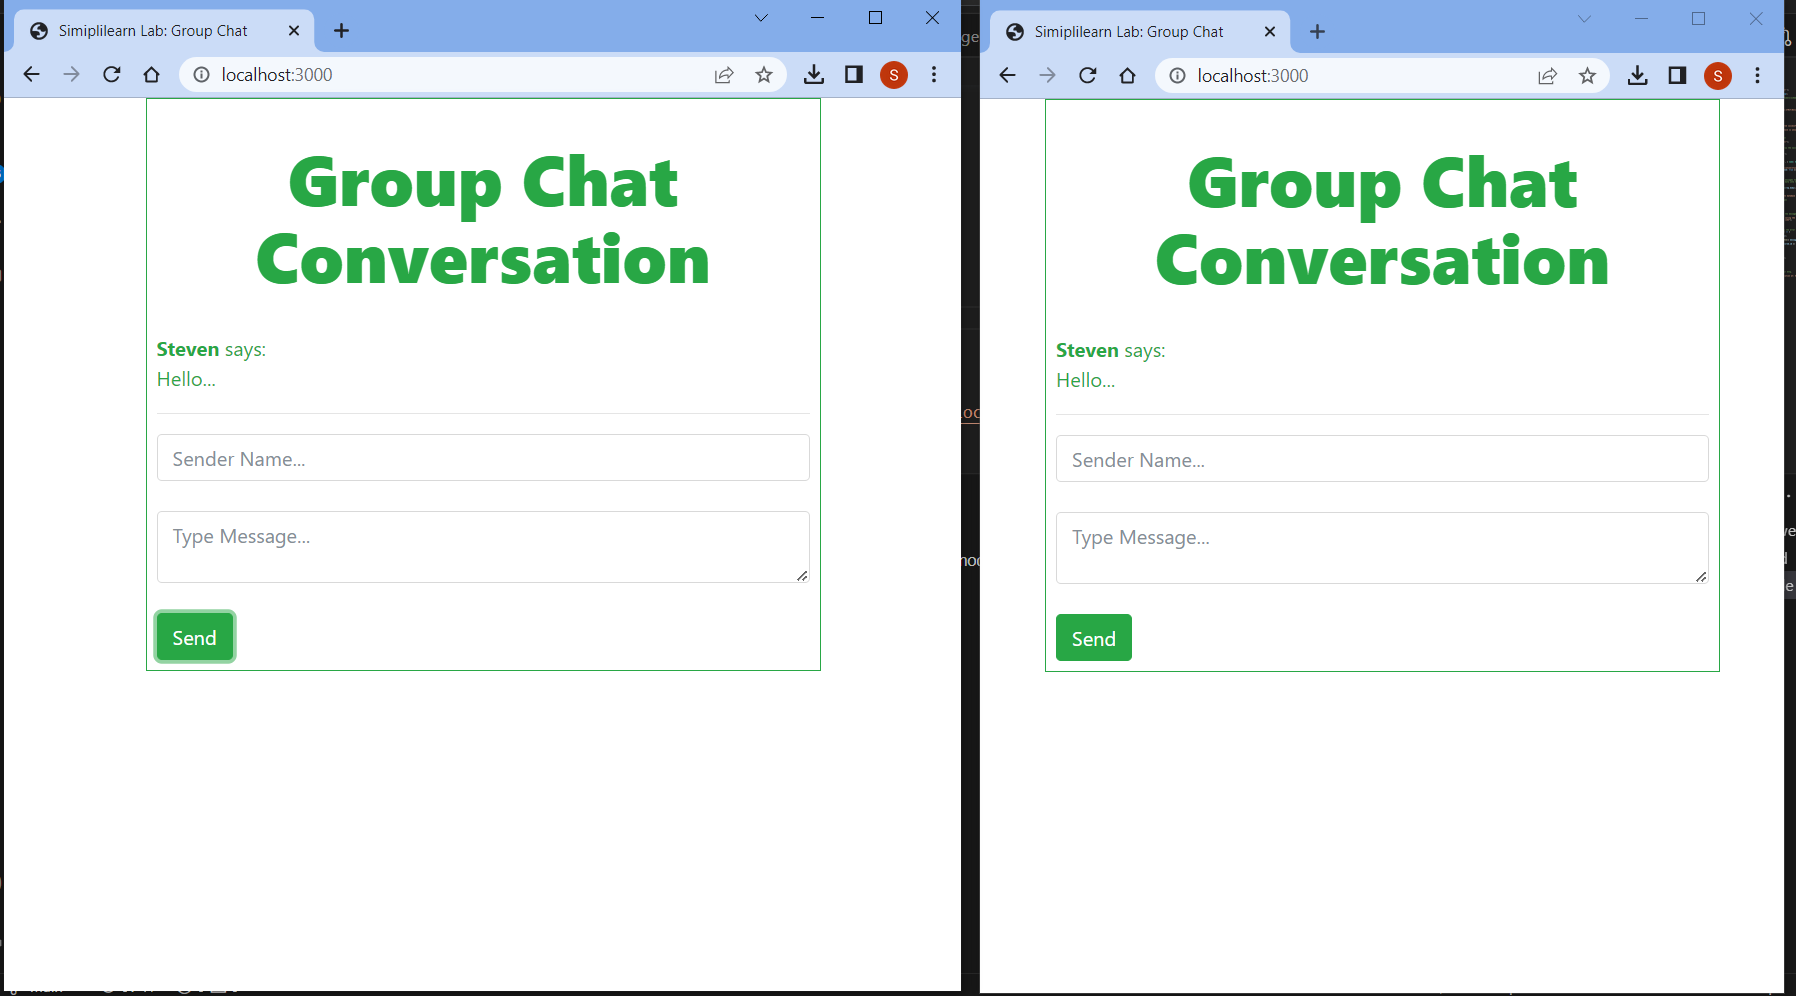 Simiplilearn Lab: Group Chat
localhost:3000
S
Group Chat
Conversation
Steven says:
Hello...
Sender Name...
Type Message...
Send
Simiplilearn Lab: Group Chat
localhost:3000
S
Group Chat
Conversation
Steven says:
Hello...
Sender Name...
Type Message...
Send